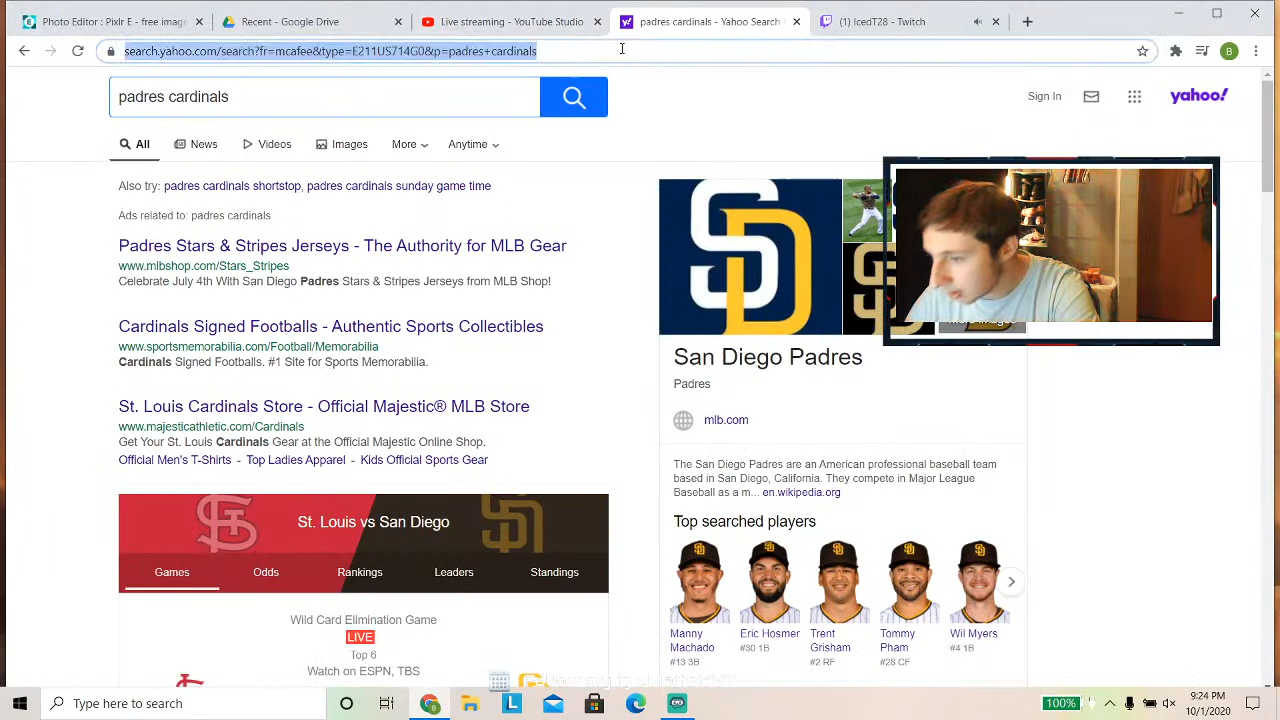 Photo Editor : Free
Recent - Google Drive
Live streaming - YouTube Studio
padres cardinals - Yahoo Search
(1) CredT28 - Twitch
search.yahoo.com/search?fr=mcafee&type=E211US714G0&p=padres+cardinals
B
padres cardinals
Sign In
yahoo!
All
News
Videos
Images
More
Anytime
Also try: padres cardinals shortstop, padres cardinals sunday game time
Ads related to: padres cardinals
Padres Stars & Stripes Jerseys - The Authority for MLB Gear
www.mlbshop.com/Stars_Stripes
Celebrate July 4th With San Diego Padres Stars & Stripes Jerseys from MLB Shop!
Cardinals Signed Footballs - Authentic Sports Collectibles
www.sportsmemorabilia.com/Football/Memorabilia
Cardinals Signed Footballs. #1 Site for Sports Memorabilia.
St. Louis Cardinals Store - Official Majestic® MLB Store
www.majesticathletic.com/Cardinals
Get Your St. Louis Cardinals Gear at the Official Majestic Online Shop.
Official Men's T-Shirts - Top Ladies Apparel - Kids Official Sports Gear
St. Louis vs San Diego
Games
Odds
Rankings
Leaders
Standings
Wild Card Elimination Game
LIVE
Top 6
Watch on ESPN, TBS
SD
San Diego Padres
Padres
mlb.com
The San Diego Padres are an American professional baseball team
based in San Diego, California. They compete in Major League
Baseball as a m... en.wikipedia.org
Top searched players
Manny Machado
#13 3B
Eric Hosmer
#30 1B
Trent Grisham
#2 RF
Tommy Pham
#28 CF
Wil Myers
#4 1B
Type here to search
100%
9:24 PM
10/1/2020